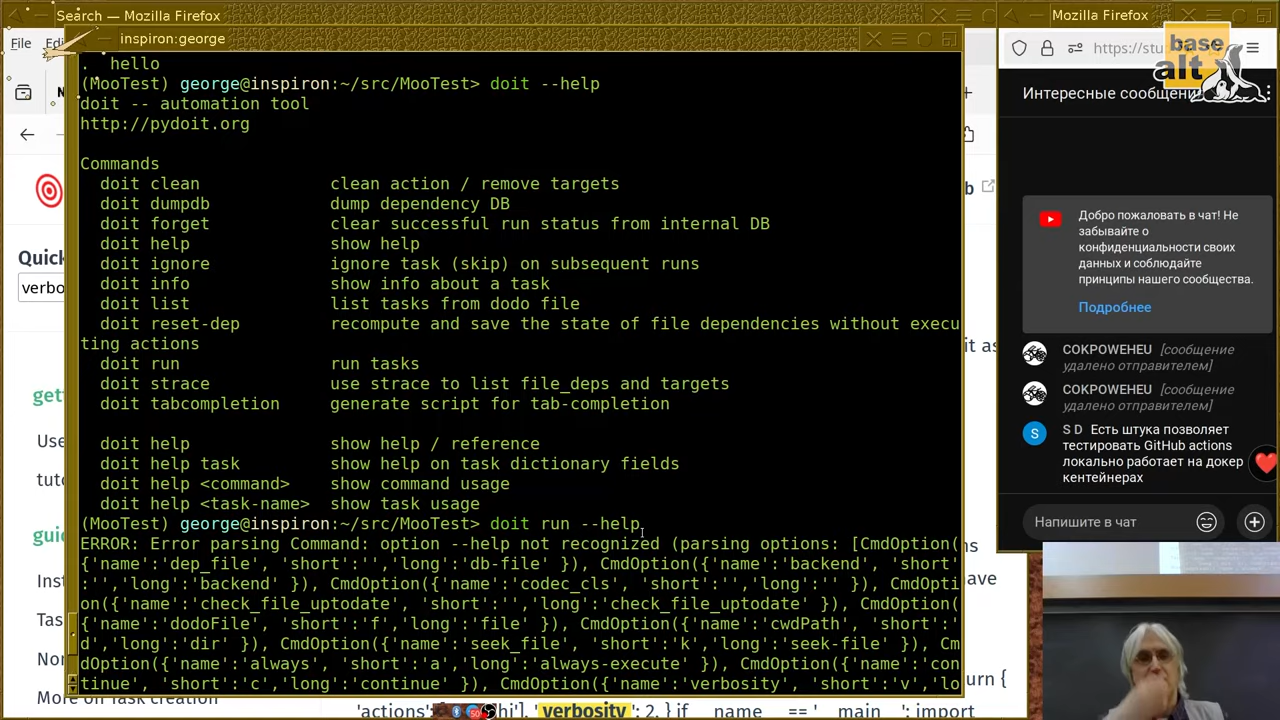 Search — Mozilla Firefox
File
inspiron:george
. hello
(MooTest) george@inspiron:~/src/MooTest> doit --help
doit -- automation tool
http://pydoit.org
Commands
doit clean clean action / remove targets
doit dumpdb dump dependency DB
doit forget clear successful run status from internal DB
doit help show help
doit ignore ignore task (skip) on subsequent runs
doit info show info about a task
doit list list tasks from dodo file
doit reset-dep recompute and save the state of file dependencies without execu
ting actions
doit run run tasks
doit strace use strace to list file_deps and targets
doit tabcompletion generate script for tab-completion
doit help show help / reference
doit help task show help on task dictionary fields
doit help <command> show command usage
doit help <task-name> show task usage
(MooTest) george@inspiron:~/src/MooTest> doit run --help
ERROR: Error parsing Command: option --help not recognized (parsing options: [CmdOption(
{'name':'dep_file', 'short':'','long':'db-file' }), CmdOption({'name':'backend', 'short'
:'','long':'backend' }), CmdOption({'name':'codec_cls', 'short':'','long':'' }), CmdOpti
on({'name':'check_file_uptodate', 'short':'','long':'check_file_uptodate' }), CmdOption(
{'name':'dodoFile', 'short':'f','long':'file' }), CmdOption({'name':'cwdPath', 'short':'
d','long':'dir' }), CmdOption({'name':'seek_file', 'short':'k','long':'seek-file' }), Cm
dOption({'name':'always', 'short':'a','long':'always-execute' }), CmdOption({'name':'con
tinue', 'short':'c','long':'continue' }), CmdOption({'name':'verbosity', 'short':'v','lo
Quick
verbo
Use
Inst
Tas
More on Task creation
it as
have
turn {
'actions': hi'], 'verbosity': 2, } if __name__ == '__main__': import
Mozilla Firefox
https://stu
base
alt
Интересные сообщени
Добро пожаловать в чат! Не
забывайте о
конфиденциальности своих
данных и соблюдайте
принципы нашего сообщества.
Подробнее
COKPOWEHEU [сообщение
удалено отправителем]
COKPOWEHEU [сообщение
удалено отправителем]
S D Есть штука позволяет
тестировать GitHub actions
локально работает на докер
кентейнерах
Напишите в чат